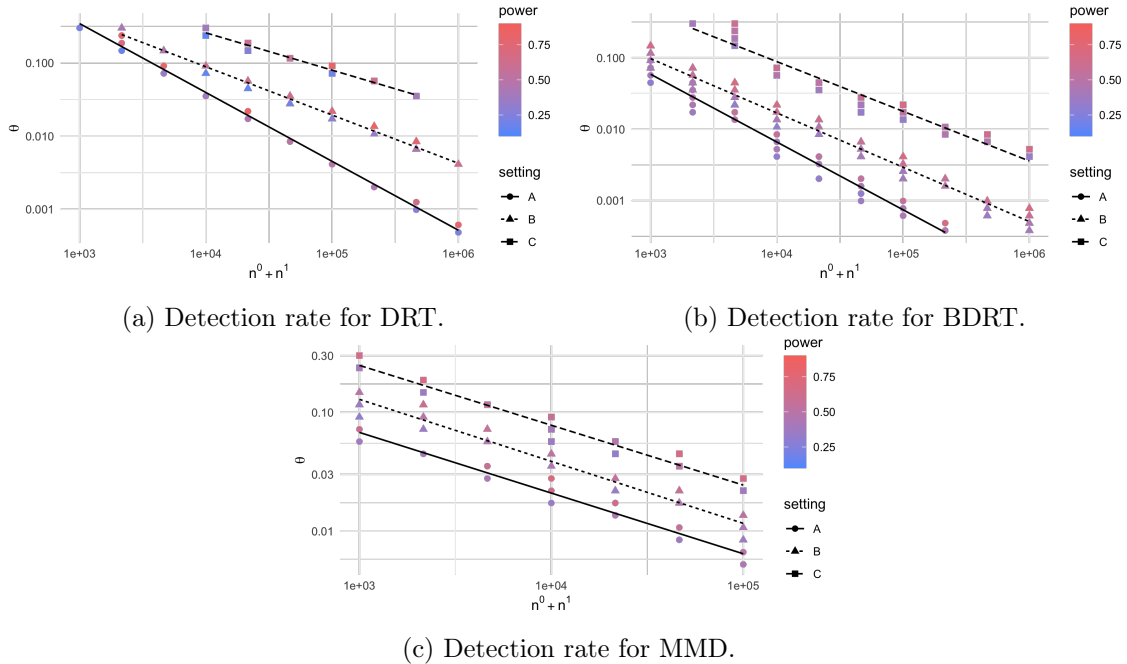 power
0.75
0.50
0.25
setting
A
B
C
0.100
0.010
0.001
θ
1e+03
1e+04
1e+05
1e+06
n⁰ + n¹
(a) Detection rate for DRT.
power
0.75
0.50
0.25
setting
A
B
C
0.100
0.010
0.001
θ
1e+03
1e+04
1e+05
1e+06
n⁰ + n¹
(b) Detection rate for BDRT.
power
0.75
0.50
0.25
setting
A
B
C
0.30
0.10
0.03
0.01
θ
1e+03
1e+04
1e+05
n⁰ + n¹
(c) Detection rate for MMD.